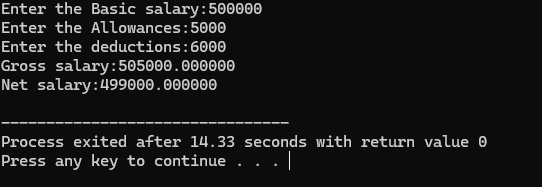 Enter the Basic salary:500000
Enter the Allowances:5000
Enter the deductions:6000
Gross salary:505000.000000
Net salary:499000.000000
--------------------------------
Process exited after 14.33 seconds with return value 0
Press any key to continue . . .